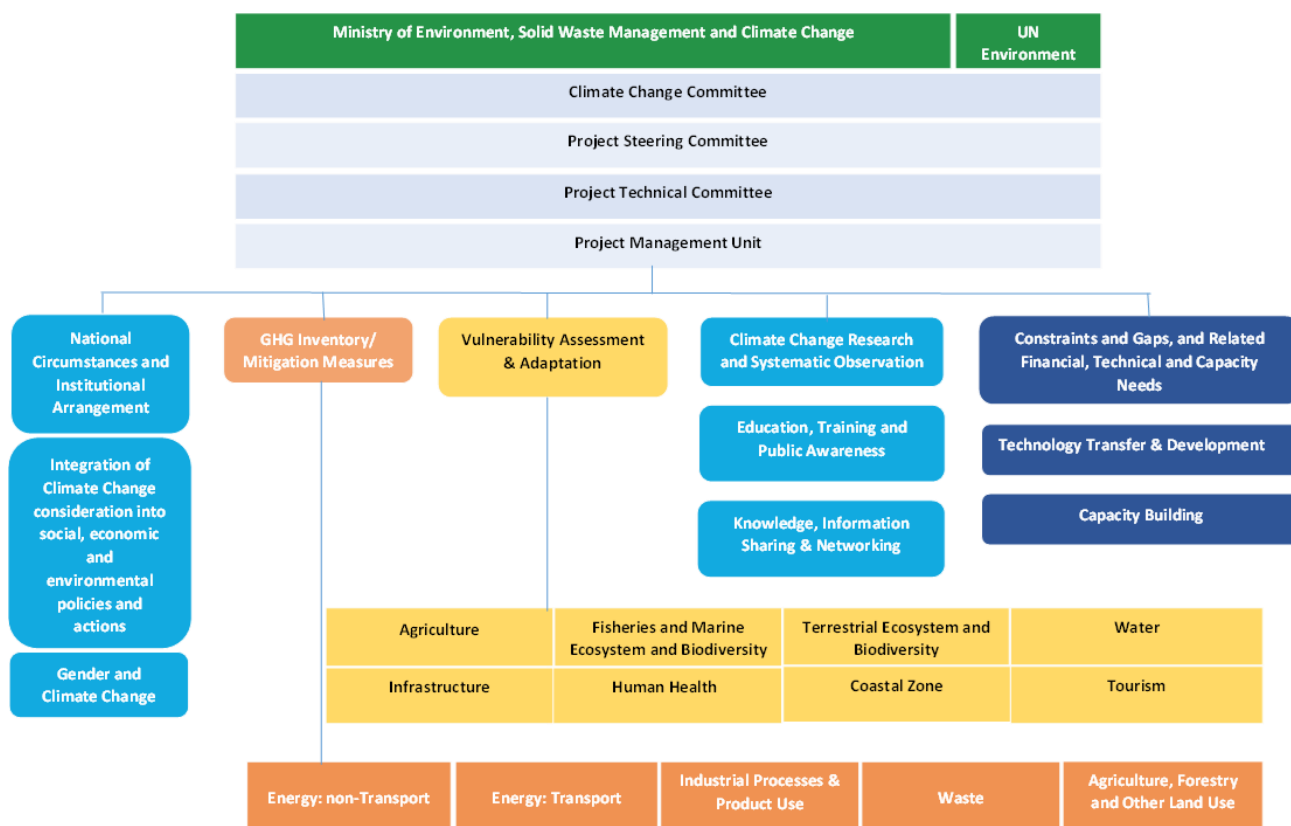 Ministry of Environment, Solid Waste Management and Climate Change
UN
Environment
Climate Change Committee
Project Steering Committee
Project Technical Committee
Project Management Unit
National
Circumstances and
Institutional
Arrangement
GHG Inventory/
Mitigation Measures
Vulnerability Assessment
& Adaptation
Climate Change Research
and Systematic Observation
Constraints and Gaps, and Related
Financial, Technical and Capacity
Needs
Education, Training and
Public Awareness
Technology Transfer & Development
Integration of
Climate Change
consideration into
social, economic
and
environmental
policies and
actions
Knowledge, Information
Sharing & Networking
Capacity Building
Gender and
Climate Change
Agriculture
Fisheries and Marine
Ecosystem and Biodiversity
Terrestrial Ecosystem and
Biodiversity
Water
Infrastructure
Human Health
Coastal Zone
Tourism
Energy: non-Transport
Energy: Transport
Industrial Processes &
Product Use
Waste
Agriculture, Forestry
and Other Land Use